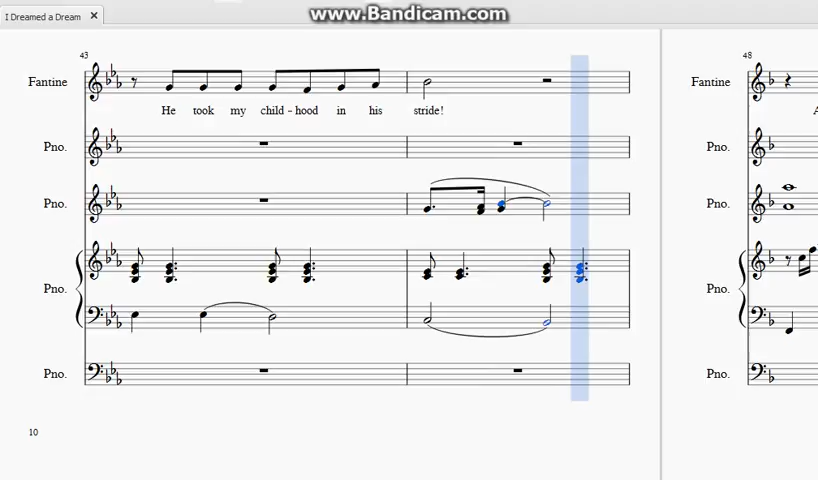 www.Bandicam.com
I Dreamed a Dream
43
48
Fantine
Fantine
He took my child - hood in his stride!
A
Pno.
Pno.
Pno.
Pno.
Pno.
Pno.
Pno.
Pno.
10